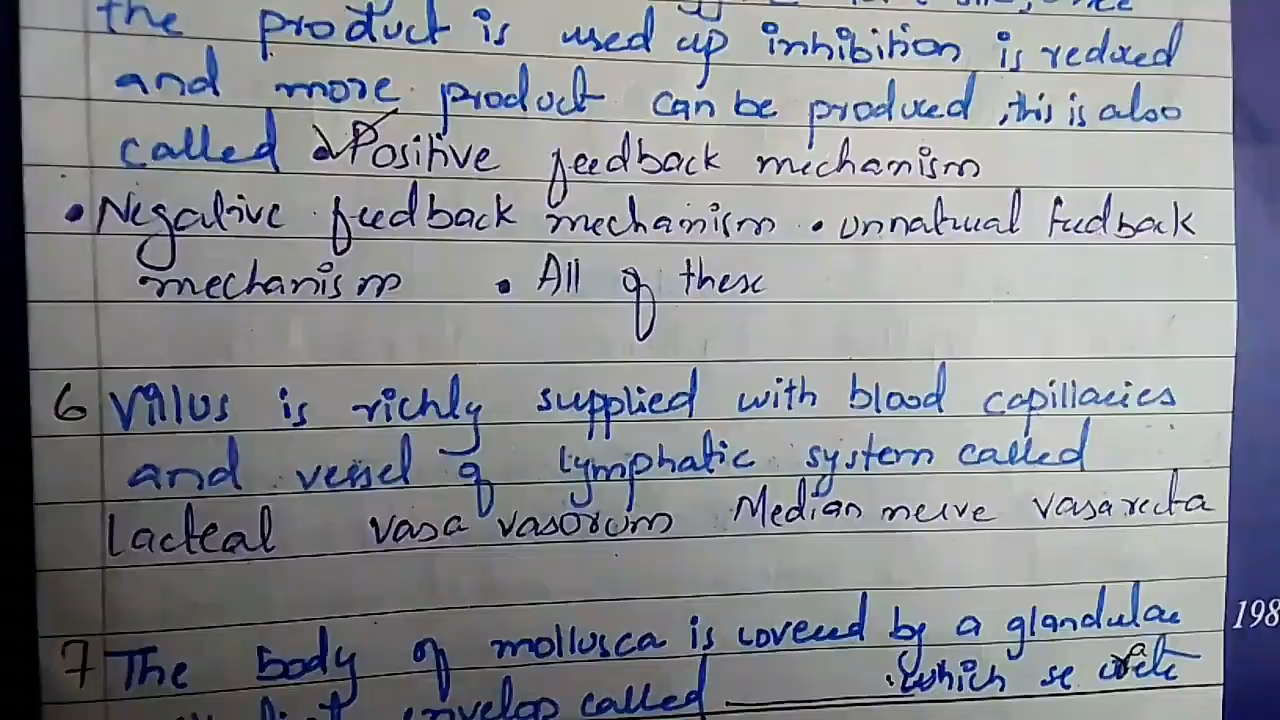 the product is used up inhibition is reduced
and more product can be produced, this is also
called Positive feedback mechanism
• Negative feedback mechanism • unnatural feedback
mechanism • All of these
6 Villus is richly supplied with blood capillaries
and vessel of lymphatic system called
Lacteal vasa vasorum Median nerve vasa recta
198
7 The body of mollusca is covered by a glandular
envelop called ______ .which